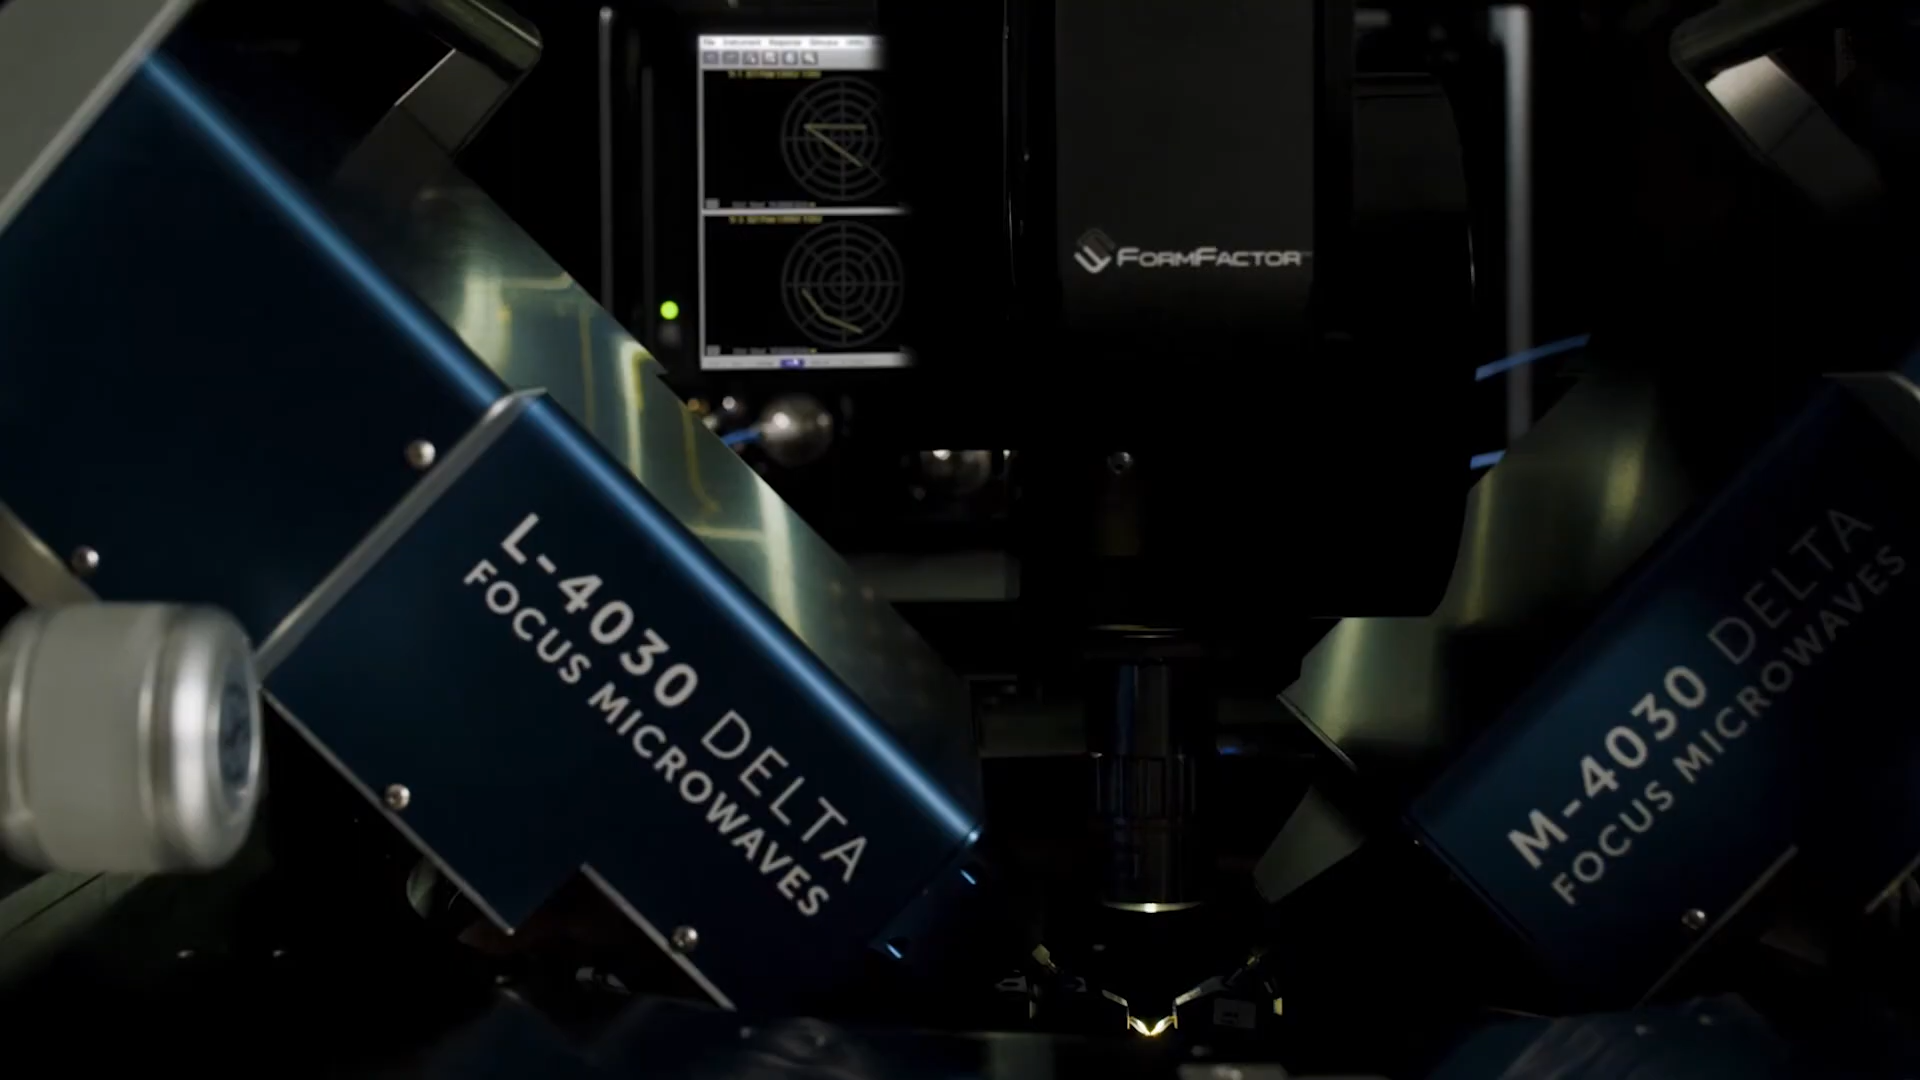 FORMFACTOR
L-4030 DELTA
FOCUS MICROWAVES
M-4030 DELTA
FOCUS MICROWAVES